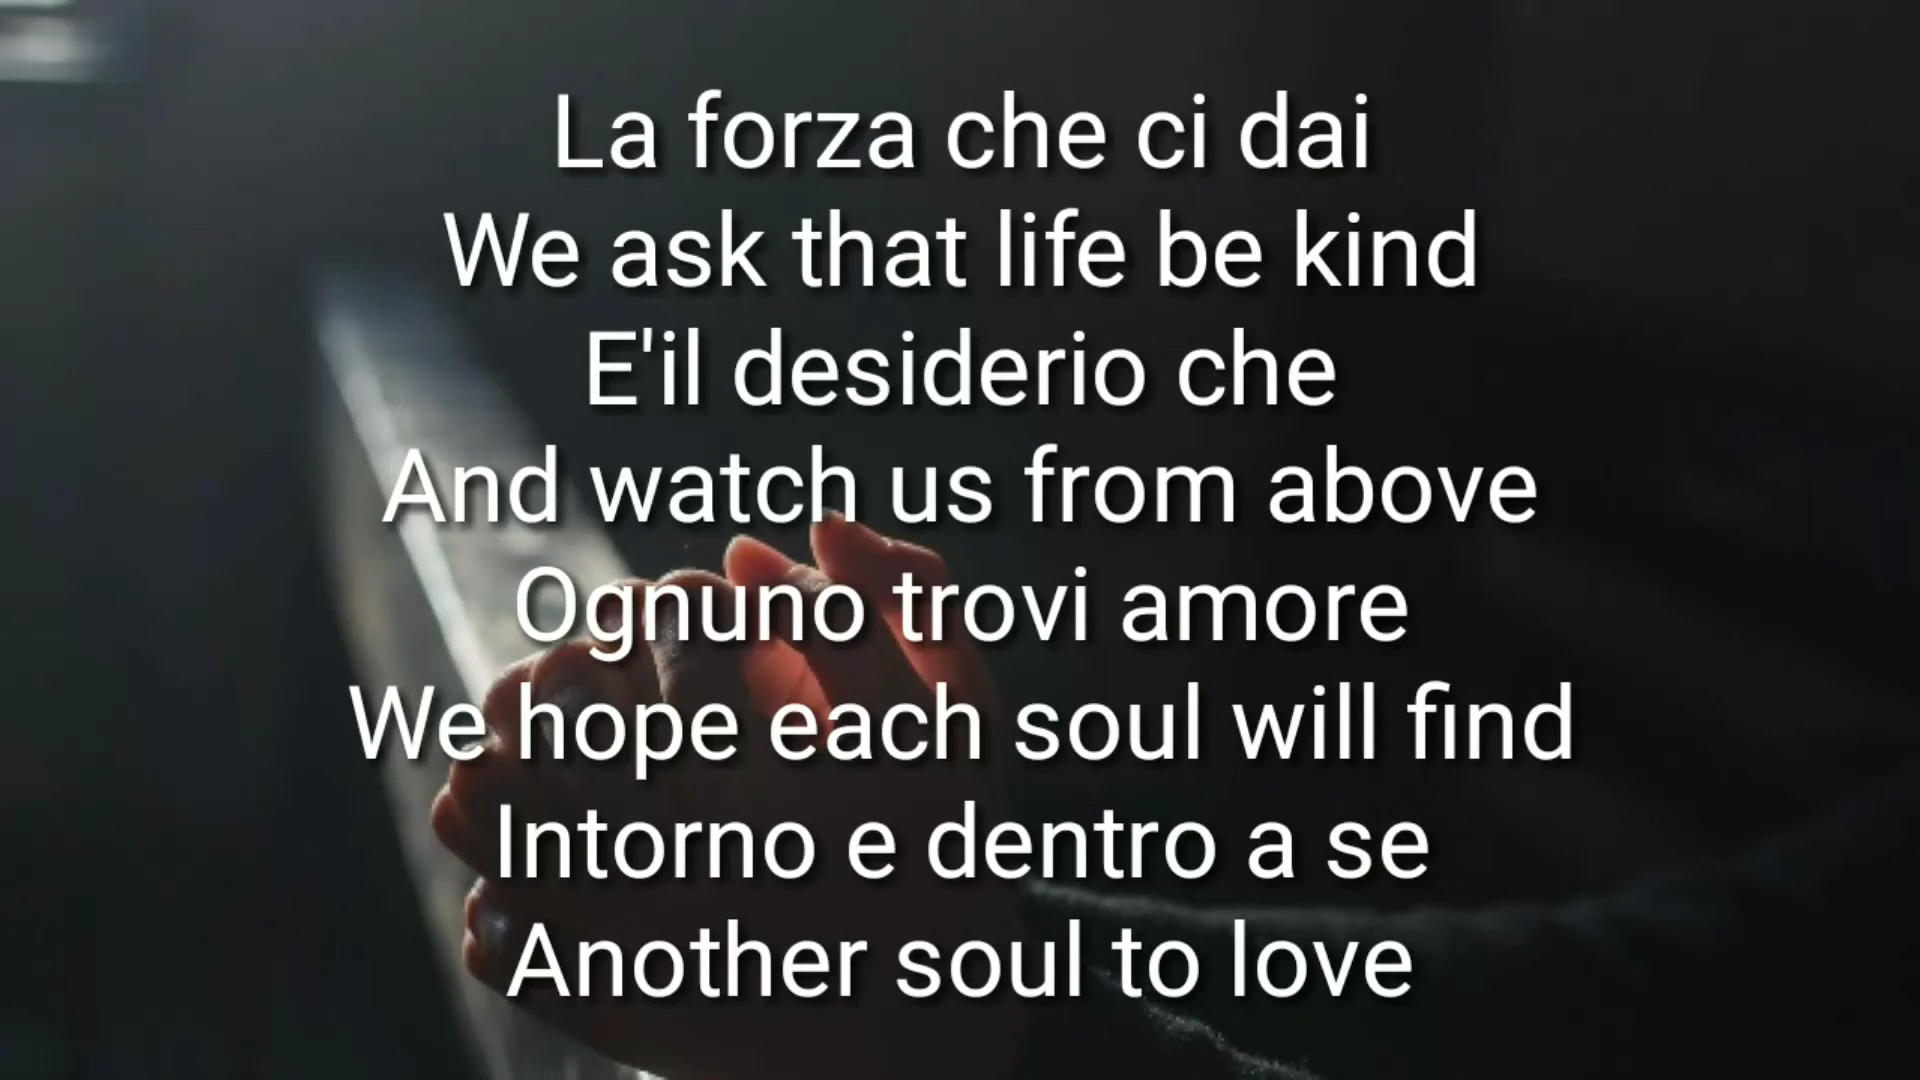 La forza che ci dai
We ask that life be kind
E'il desiderio che
And watch us from above
Ognuno trovi amore
We hope each soul will find
Intorno e dentro a se
Another soul to love